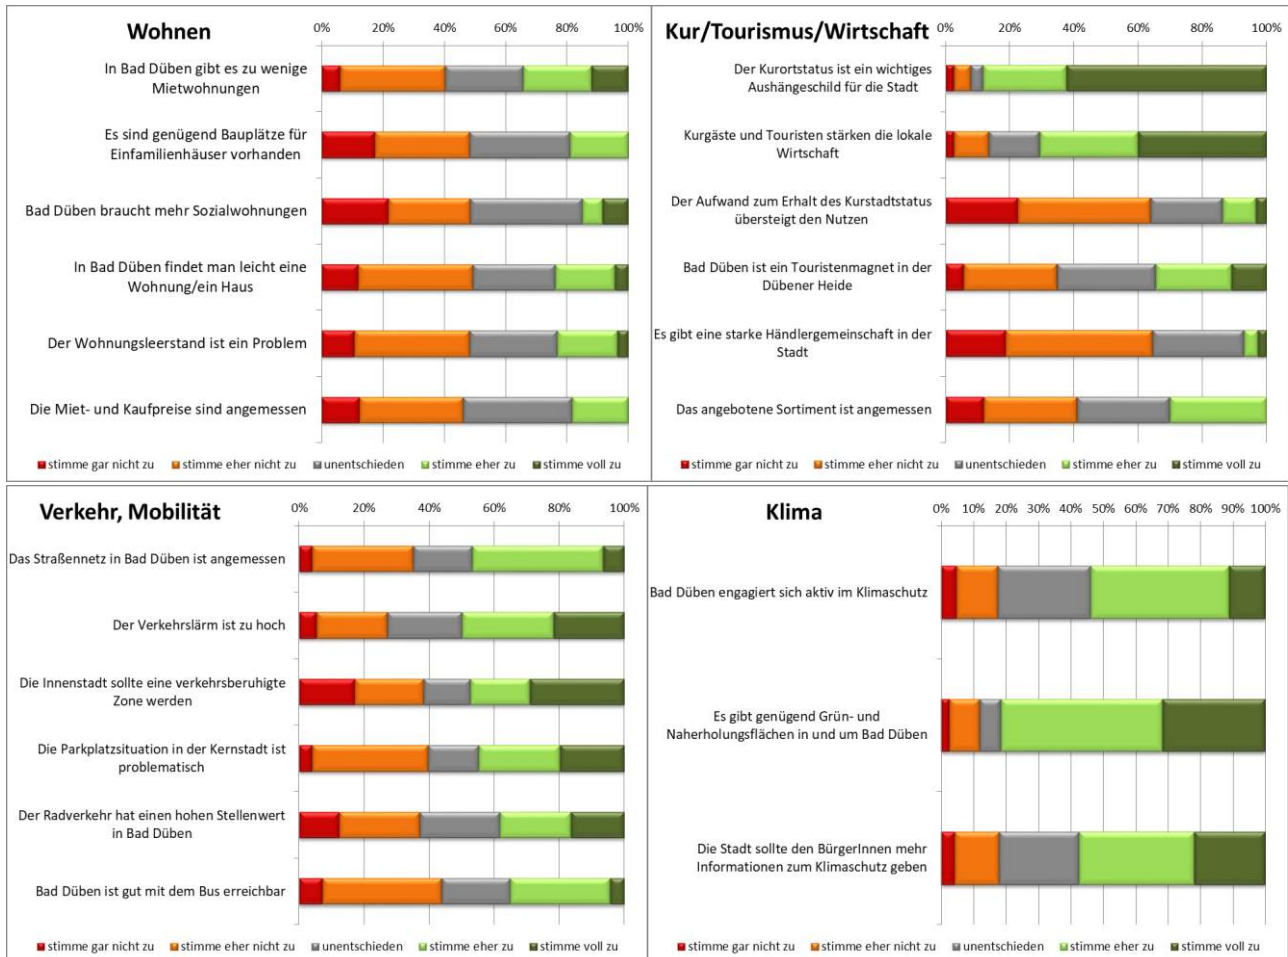 Wohnen
0% 20% 40% 60% 80% 100%
In Bad Düben gibt es zu wenige
Mietwohnungen
Es sind genügend Bauplätze für
Einfamilienhäuser vorhanden
Bad Düben braucht mehr Sozialwohnungen
In Bad Düben findet man leicht eine
Wohnung/ein Haus
Der Wohnungsleerstand ist ein Problem
Die Miet- und Kaufpreise sind angemessen
stimme gar nicht zu stimme eher nicht zu unentschieden stimme eher zu stimme voll zu
Kur/Tourismus/Wirtschaft
0% 20% 40% 60% 80% 100%
Der Kurortstatus ist ein wichtiges
Aushängeschild für die Stadt
Kurgäste und Touristen stärken die lokale
Wirtschaft
Der Aufwand zum Erhalt des Kurstadtstatus
übersteigt den Nutzen
Bad Düben ist ein Touristenmagnet in der
Dübener Heide
Es gibt eine starke Händlergemeinschaft in der
Stadt
Das angebotene Sortiment ist angemessen
stimme gar nicht zu stimme eher nicht zu unentschieden stimme eher zu stimme voll zu
Verkehr, Mobilität
0% 20% 40% 60% 80% 100%
Das Straßennetz in Bad Düben ist angemessen
Der Verkehrslärm ist zu hoch
Die Innenstadt sollte eine verkehrsberuhigte
Zone werden
Die Parkplatzsituation in der Kernstadt ist
problematisch
Der Radverkehr hat einen hohen Stellenwert
in Bad Düben
Bad Düben ist gut mit dem Bus erreichbar
stimme gar nicht zu stimme eher nicht zu unentschieden stimme eher zu stimme voll zu
Klima
0% 10% 20% 30% 40% 50% 60% 70% 80% 90% 100%
Bad Düben engagiert sich aktiv im Klimaschutz
Es gibt genügend Grün- und
Naherholungsflächen in und um Bad Düben
Die Stadt sollte den BürgerInnen mehr
Informationen zum Klimaschutz geben
stimme gar nicht zu stimme eher nicht zu unentschieden stimme eher zu stimme voll zu